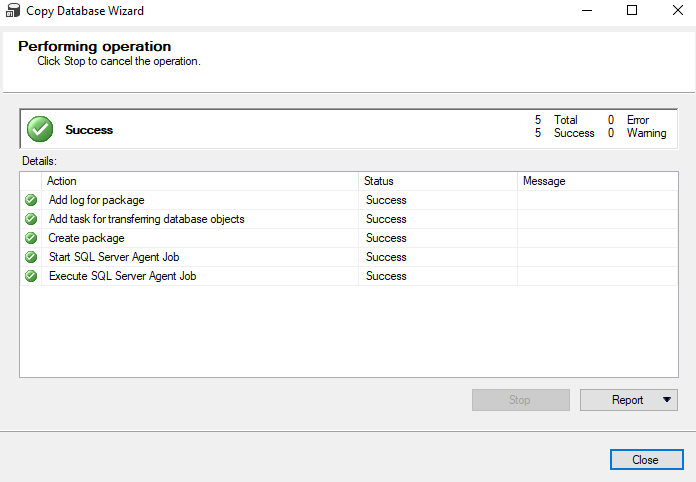 Copy Database Wizard
Performing operation
Click Stop to cancel the operation.
Success
5 Total 0 Error
5 Success 0 Warning
Details:
Action Status Message
Add log for package Success
Add task for transferring database objects Success
Create package Success
Start SQL Server Agent Job Success
Execute SQL Server Agent Job Success
Stop Report
Close